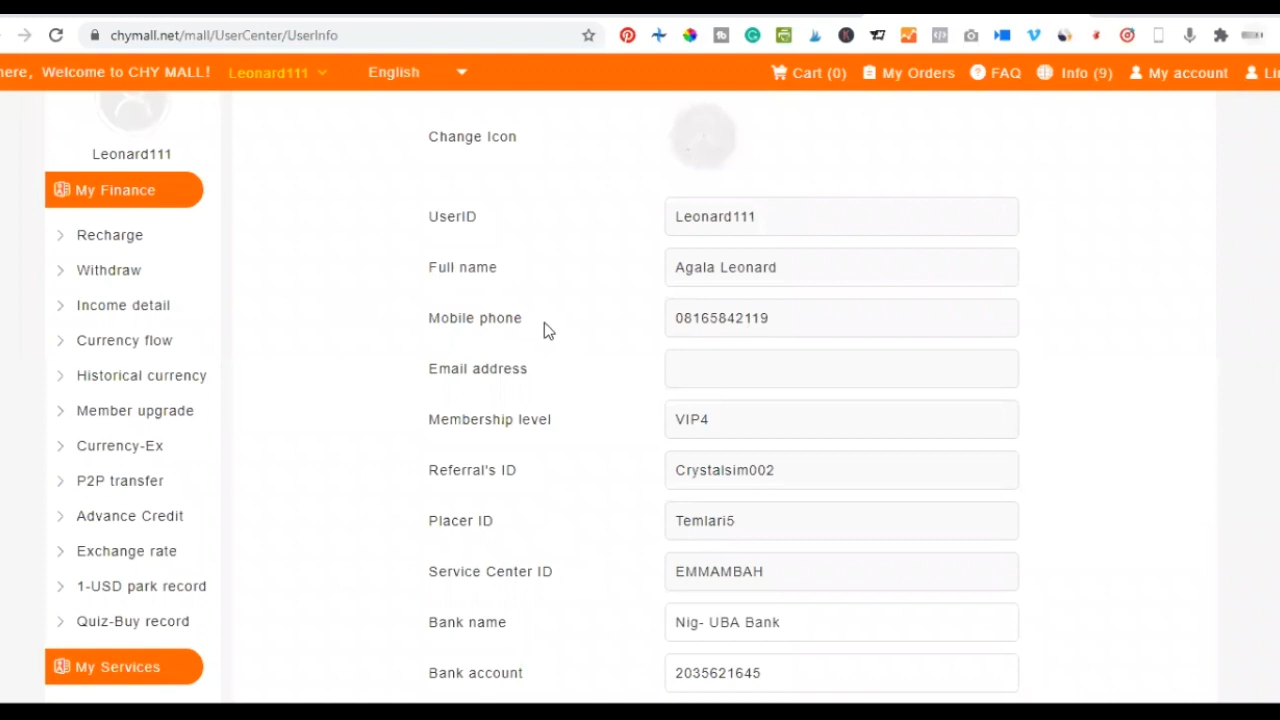 chymall.net/mall/UserCenter/UserInfo
here, Welcome to CHY MALL! Leonard111 English Cart (0) My Orders FAQ Info (9) My account
Leonard111
My Finance
Recharge
Withdraw
Income detail
Currency flow
Historical currency
Member upgrade
Currency-Ex
P2P transfer
Advance Credit
Exchange rate
1-USD park record
Quiz-Buy record
My Services
Change Icon
UserID Leonard111
Full name Agala Leonard
Mobile phone 08165842119
Email address
Membership level VIP4
Referral's ID Crystalsim002
Placer ID Temlari5
Service Center ID EMMAMBAH
Bank name Nig- UBA Bank
Bank account 2035621645